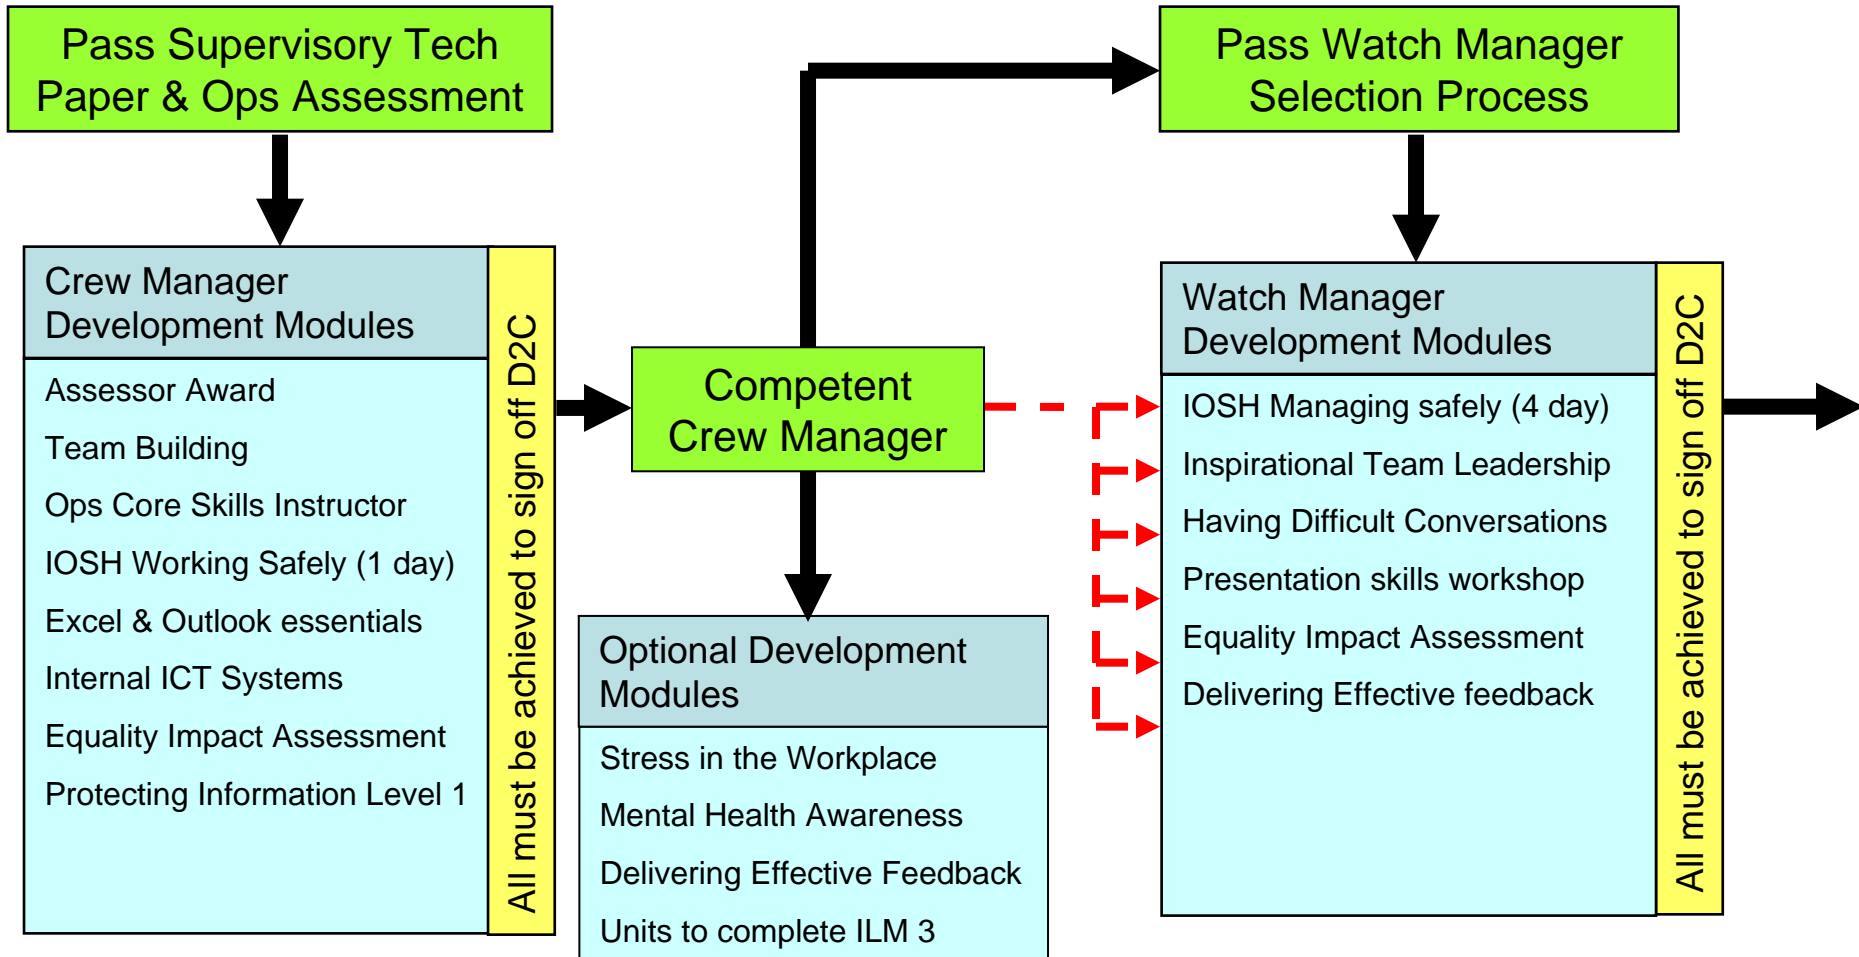 Pass Supervisory Tech
Paper & Ops Assessment
Pass Watch Manager
Selection Process
Crew Manager
Development Modules
Assessor Award
Team Building
Ops Core Skills Instructor
IOSH Working Safely (1 day)
Excel & Outlook essentials
Internal ICT Systems
Equality Impact Assessment
Protecting Information Level 1
All must be achieved to sign off D2C
Competent
Crew Manager
Optional Development
Modules
Stress in the Workplace
Mental Health Awareness
Delivering Effective Feedback
Units to complete ILM 3
Watch Manager
Development Modules
IOSH Managing safely (4 day)
Inspirational Team Leadership
Having Difficult Conversations
Presentation skills workshop
Equality Impact Assessment
Delivering Effective feedback
All must be achieved to sign off D2C